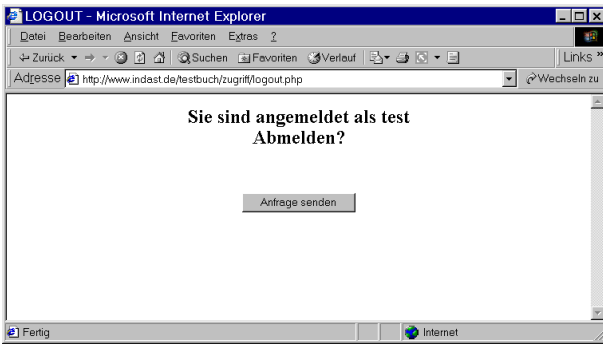 LOGOUT - Microsoft Internet Explorer
Datei Bearbeiten Ansicht Favoriten Extras ?
Zurück Suchen Favoriten Verlauf Links »
Adresse http://www.indast.de/testbuch/zugriff/logout.php Wechseln zu
Sie sind angemeldet als test
Abmelden?
Anfrage senden
Fertig Internet